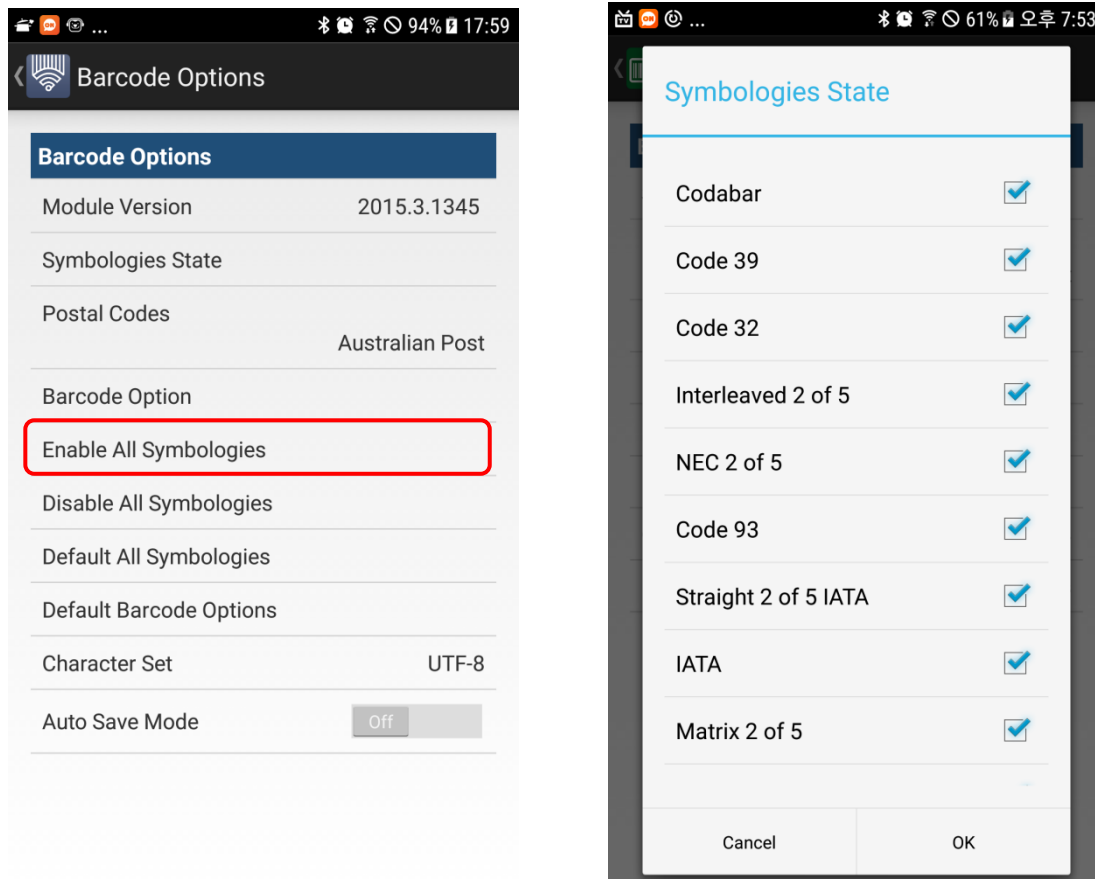 ... 94% 17:59
Barcode Options
Barcode Options
Module Version 2015.3.1345
Symbologies State
Postal Codes
Australian Post
Barcode Option
Enable All Symbologies
Disable All Symbologies
Default All Symbologies
Default Barcode Options
Character Set UTF-8
Auto Save Mode Off
... 61% 오후 7:53
Symbologies State
Codabar
Code 39
Code 32
Interleaved 2 of 5
NEC 2 of 5
Code 93
Straight 2 of 5 IATA
IATA
Matrix 2 of 5
Cancel OK